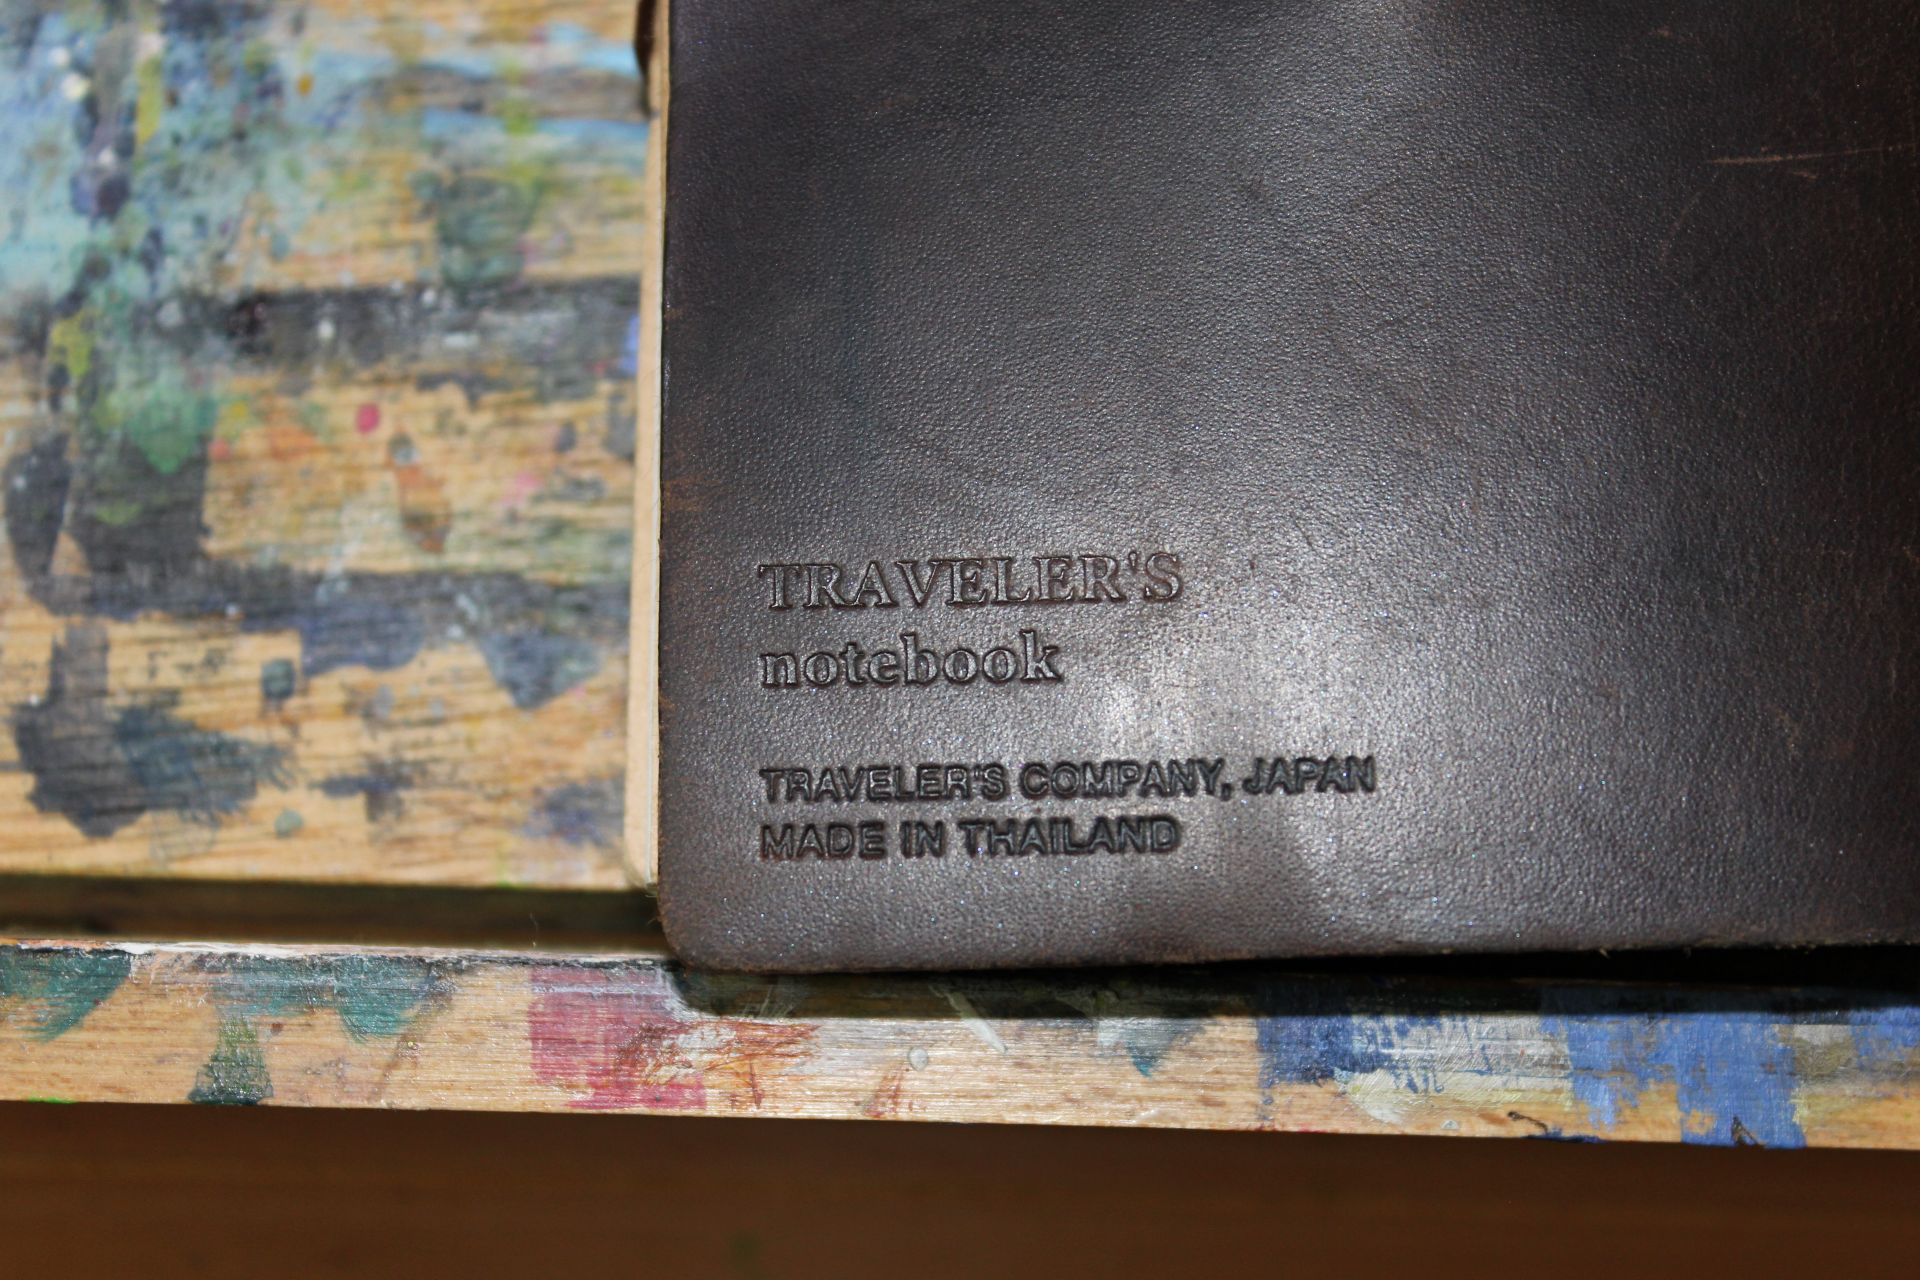 TRAVELER'S
notebook
TRAVELER'S COMPANY, JAPAN
MADE IN THAILAND